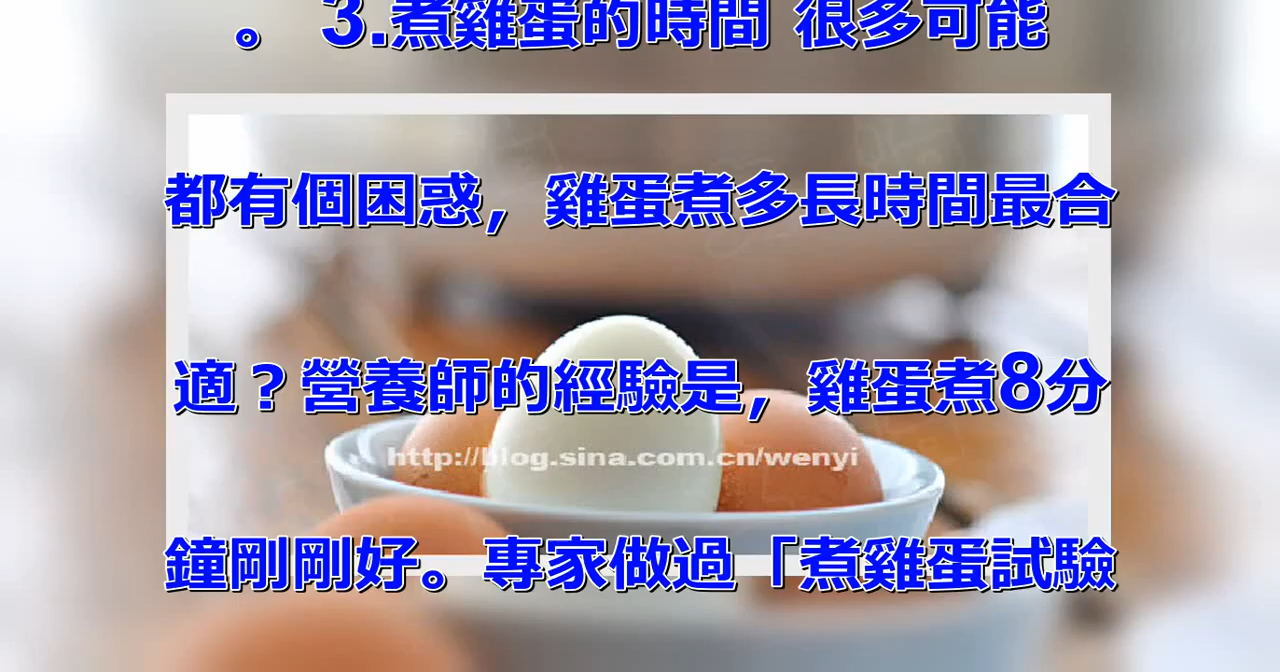 。 3.煮雞蛋的時間 很多可能
都有個困惑，雞蛋煮多長時間最合
適？營養師的經驗是，雞蛋煮8分
http://blog.sina.com.cn/wenyi
鐘剛剛好。專家做過「煮雞蛋試驗